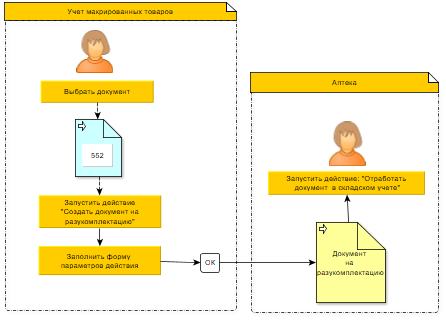 Учет макрированных товаров
Выбрать документ
552
Запустить действие
"Создать документ на
разукомплектацию"
Заполнить форму
параметров действия
OK
Аптека
Запустить действие: "Отработать
документ в складском учете"
Документ
на
разукомплектацию